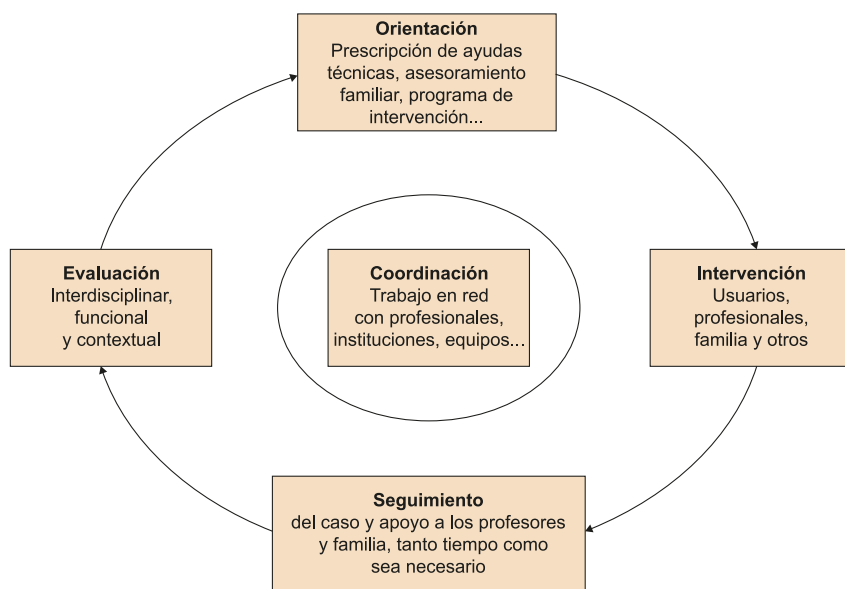 Orientación
Prescripción de ayudas
técnicas, asesoramiento
familiar, programa de
intervención...
Evaluación
Interdisciplinar,
funcional
y contextual
Coordinación
Trabajo en red
con profesionales,
instituciones, equipos...
Intervención
Usuarios,
profesionales,
familia y otros
Seguimiento
del caso y apoyo a los profesores
y familia, tanto tiempo como
sea necesario